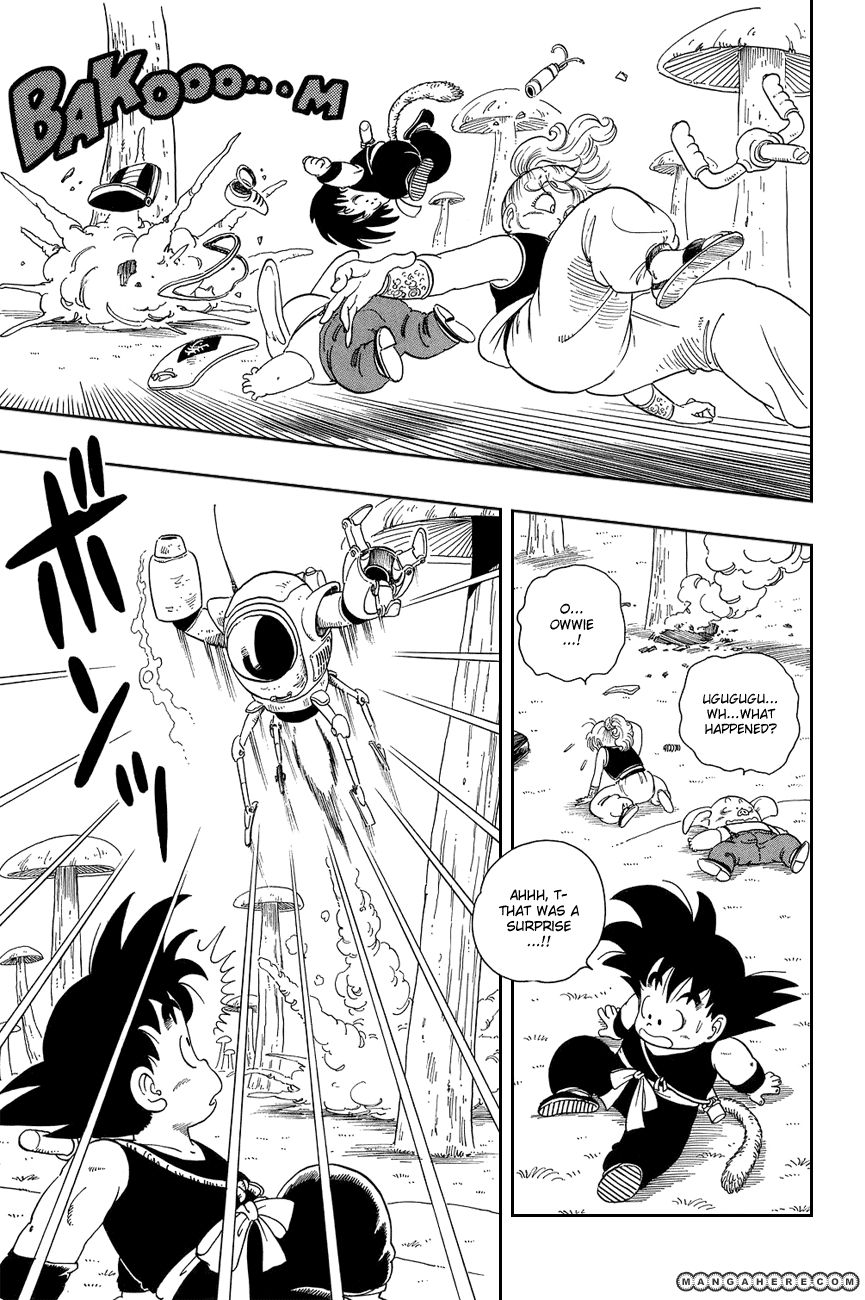 BAKOOO...M
O...
OWWIE
...!
UGUGUGU...
WH...WHAT
HAPPENED?
AHHH, T-
THAT WAS A
SURPRISE
...!!
ボンッ
MANGAHERE.COM